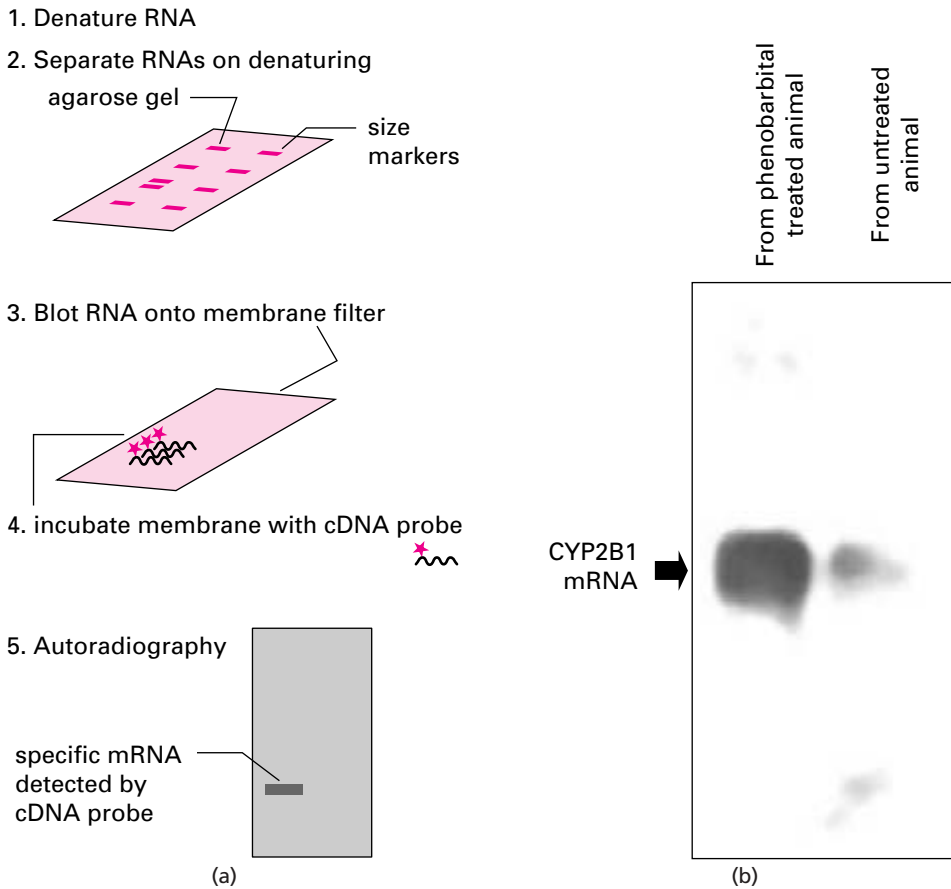 1. Denature RNA
2. Separate RNAs on denaturing
agarose gel
size
markers
3. Blot RNA onto membrane filter
4. incubate membrane with cDNA probe
5. Autoradiography
specific mRNA
detected by
cDNA probe
(a)
From phenobarbital
treated animal
From untreated
animal
CYP2B1
mRNA
(b)